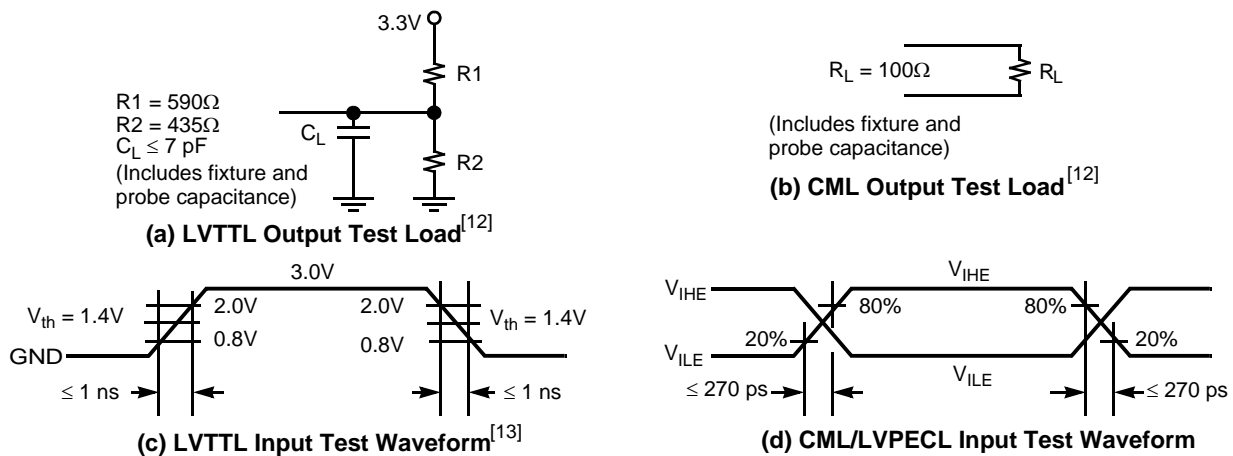 3.3V
R1
R1 = 590Ω
R2 = 435Ω
C_L ≤ 7 pF
(Includes fixture and
probe capacitance)
C_L
R2
(a) LVTTL Output Test Load[12]
R_L = 100Ω
R_L
(Includes fixture and
probe capacitance)
(b) CML Output Test Load[12]
3.0V
V_th = 1.4V
2.0V
0.8V
2.0V
0.8V
V_th = 1.4V
GND
≤ 1 ns
≤ 1 ns
(c) LVTTL Input Test Waveform[13]
V_IHE
V_IHE
80%
80%
20%
20%
V_ILE
V_ILE
≤ 270 ps
≤ 270 ps
(d) CML/LVPECL Input Test Waveform